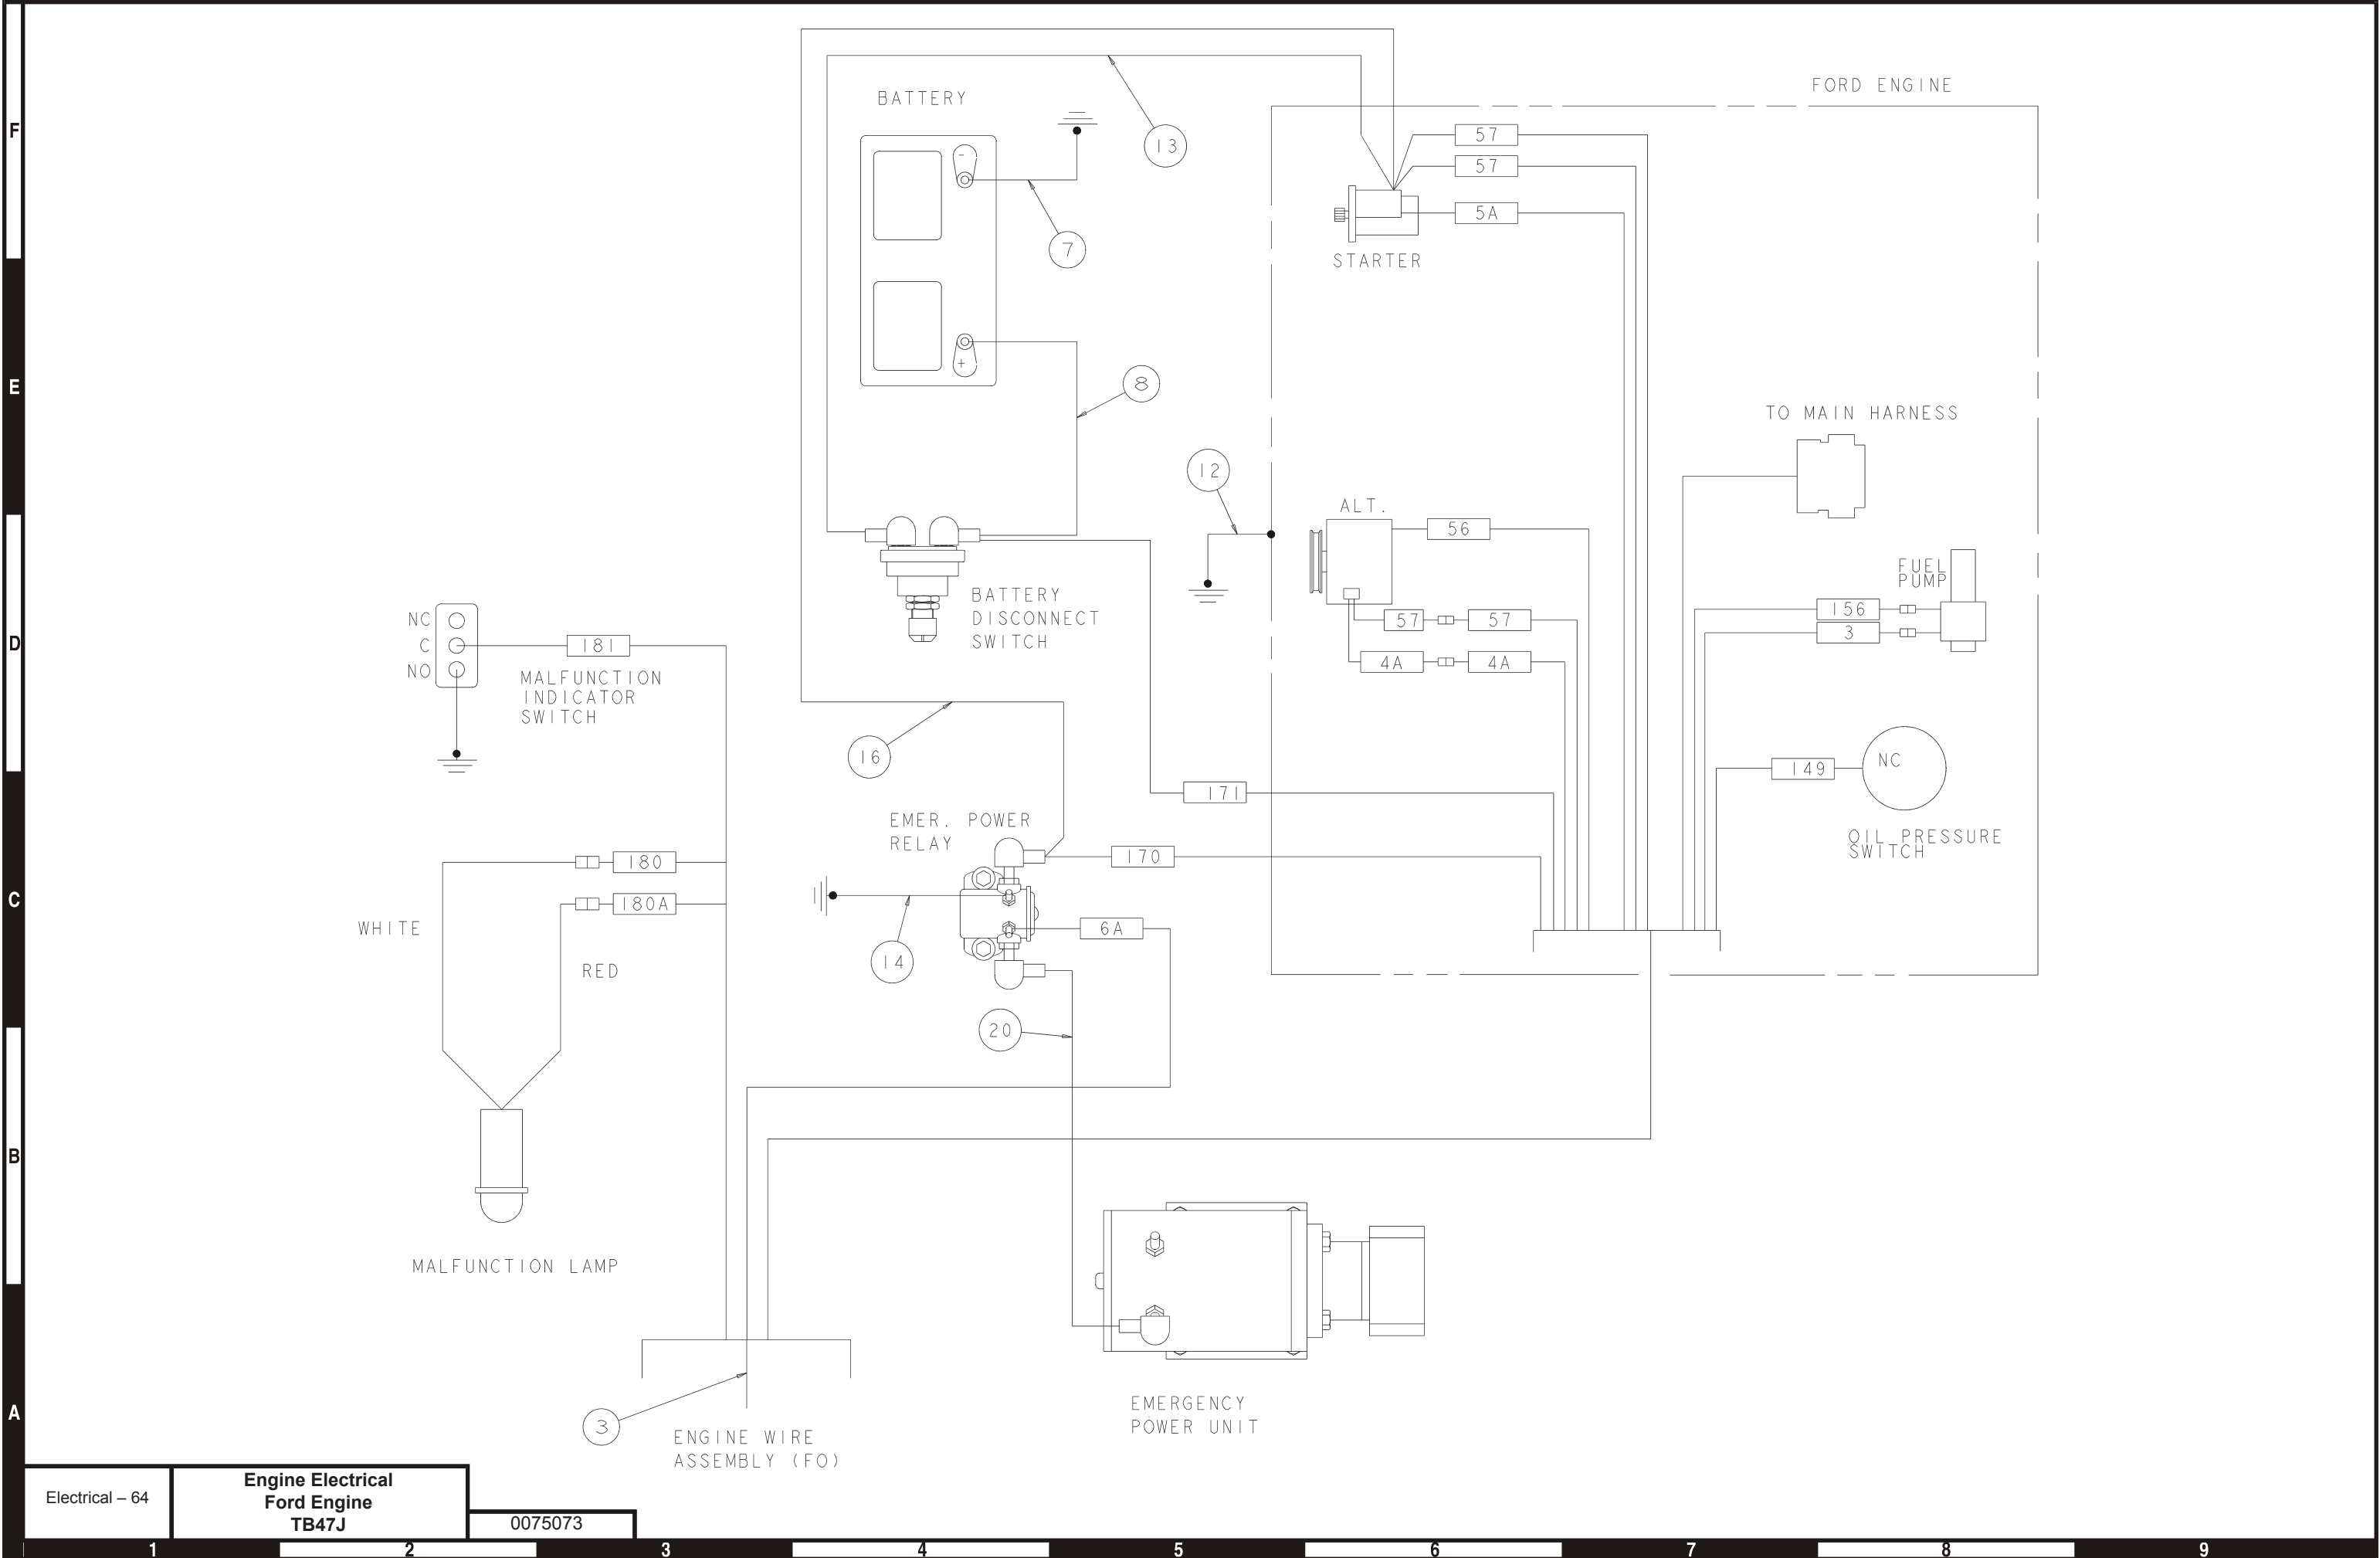 FORD ENGINE
BATTERY
F
57
13
57
-
5A
7
STARTER
+
8
E
TO MAIN HARNESS
12
ALT.
56
FUEL
PUMP
BATTERY
DISCONNECT
SWITCH
156
3
NC
C
NO
181
57
57
D
4A
4A
MALFUNCTION
INDICATOR
SWITCH
16
149
NC
171
EMER. POWER
RELAY
OIL PRESSURE
SWITCH
170
180
180A
C
WHITE
6A
14
RED
20
B
MALFUNCTION LAMP
EMERGENCY
POWER UNIT
A
3
ENGINE WIRE
ASSEMBLY (FO)
Electrical – 64
Engine Electrical
Ford Engine
TB47J
0075073
1 2 3 4 5 6 7 8 9